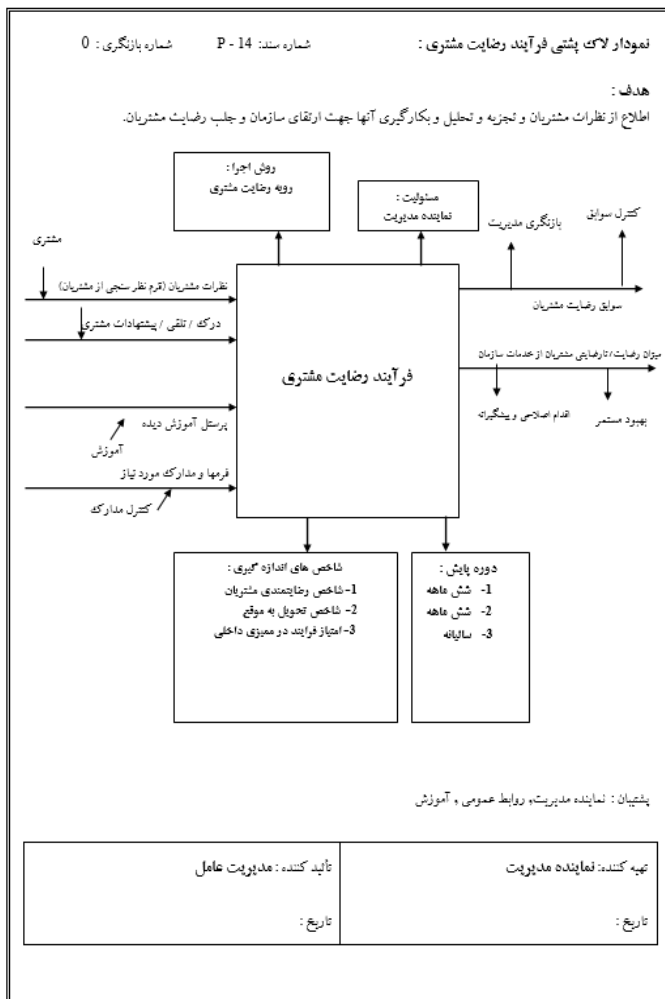 نمودار لاک پشتی فرآیند رضایت مشتری : شماره سند: P - 14 شماره بازنگری : 0
هدف :
اطلاع از نظرات مشتریان و تجزیه و تحلیل و بکارگیری آنها جهت ارتقای سازمان و جلب رضایت مشتریان.
روش اجرا :
رویه رضایت مشتری
مسئولیت :
نماینده مدیریت
کنترل سوابق
بازنگری مدیریت
مشتری
نظرات مشتریان (فرم نظر سنجی از مشتریان)
سوابق رضایت مشتریان
درک / تلقی / پیشنهادات مشتری
میزان رضایت/نارضایتی مشتریان از خدمات سازمان
فرآیند رضایت مشتری
اقدام اصلاحی و پیشگیرانه
بهبود مستمر
پرسنل آموزش دیده
آموزش
فرمها و مدارک مورد نیاز
کنترل مدارک
شاخص های اندازه گیری :
1- شاخص رضایتمندی مشتریان
2- شاخص تحویل به موقع
3- امتیاز فرایند در ممیزی داخلی
دوره پایش :
1- شش ماهه
2- شش ماهه
3- سالیانه
پشتیبان : نماینده مدیریت, روابط عمومی , آموزش
تهیه کننده: نماینده مدیریت
تاریخ :
تأئید کننده : مدیریت عامل
تاریخ :